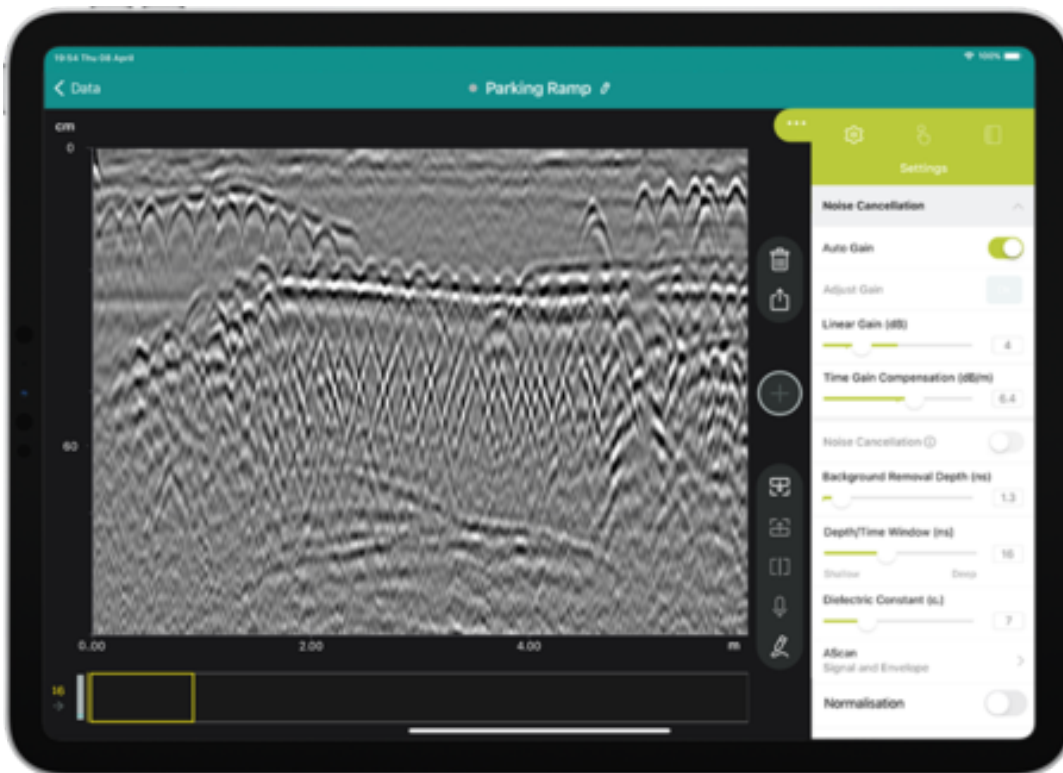 19:54 Thu 08 April
100%
Data
Parking Ramp
cm
0
60
0.00
2.00
4.00
m
16
Settings
Noise Cancellation
Auto Gain
Adjust Gain
Linear Gain (dB)
4
Time Gain Compensation (dB/m)
6.4
Noise Cancellation
Background Removal Depth (ns)
1.3
Depth/Time Window (ns)
16
Shallow
Deep
Dielectric Constant (εᵣ)
7
AScan
Signal and Envelope
Normalisation